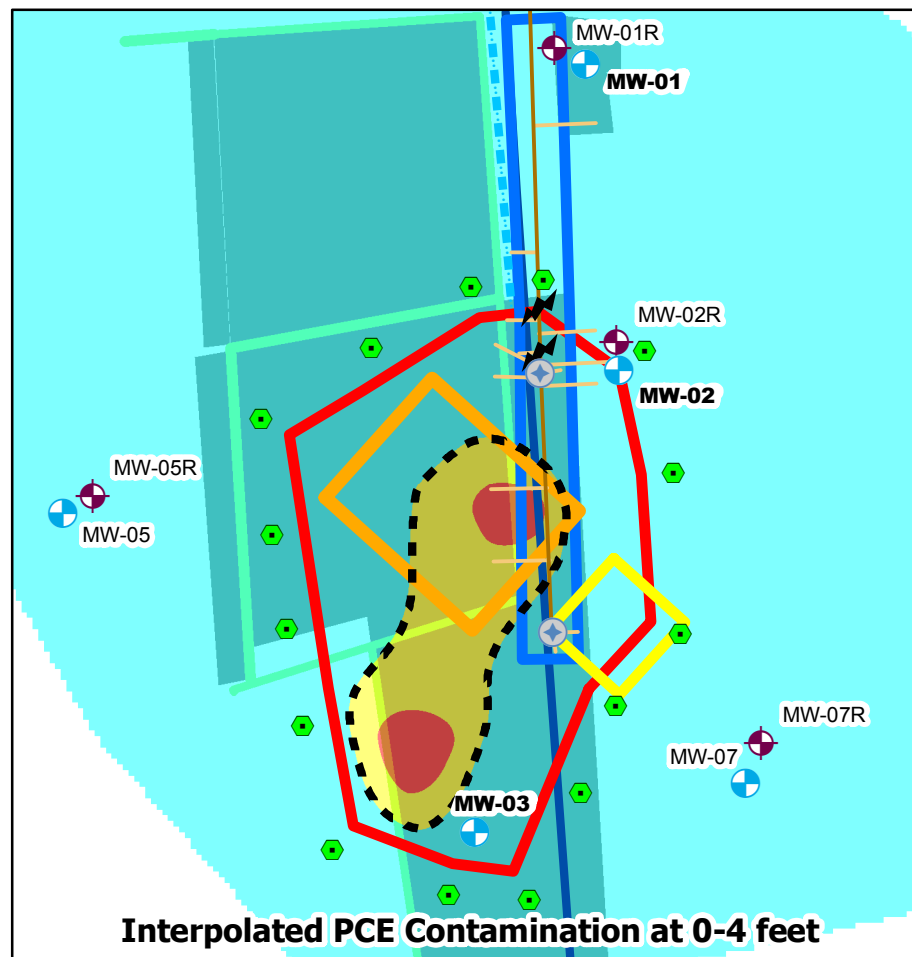 MW-01R
MW-01
MW-02R
MW-02
MW-05R
MW-05
MW-07R
MW-07
MW-03
Interpolated PCE Contamination at 0-4 feet